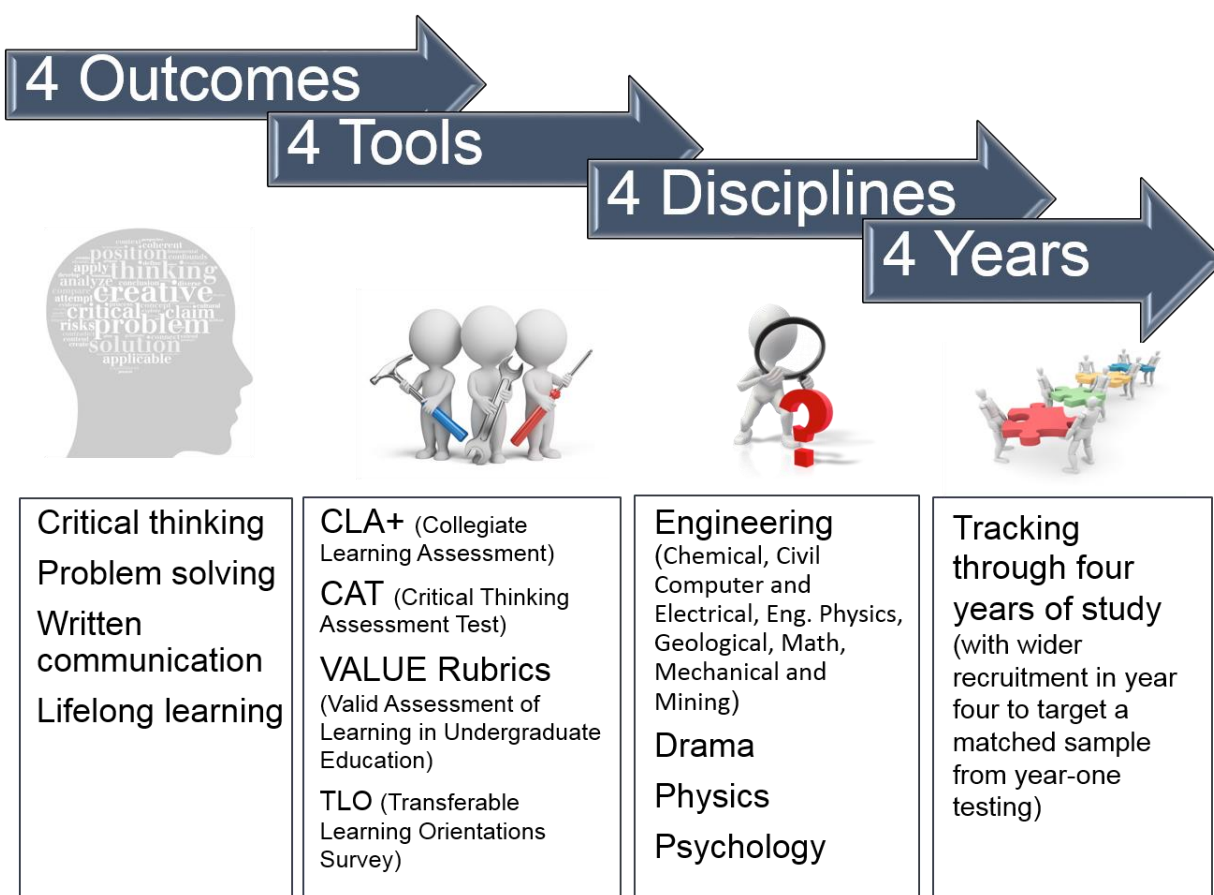 4 Outcomes
4 Tools
4 Disciplines
4 Years
coherent
position
apply thinking
analyze
creative
attempt
critical claim
risks problem
solution
applicable
Critical thinking
Problem solving
Written
communication
Lifelong learning
CLA+ (Collegiate
Learning Assessment)
CAT (Critical Thinking
Assessment Test)
VALUE Rubrics
(Valid Assessment of
Learning in Undergraduate
Education)
TLO (Transferable
Learning Orientations
Survey)
Engineering
(Chemical, Civil
Computer and
Electrical, Eng. Physics,
Geological, Math,
Mechanical and
Mining)
Drama
Physics
Psychology
Tracking
through four
years of study
(with wider
recruitment in year
four to target a
matched sample
from year-one
testing)